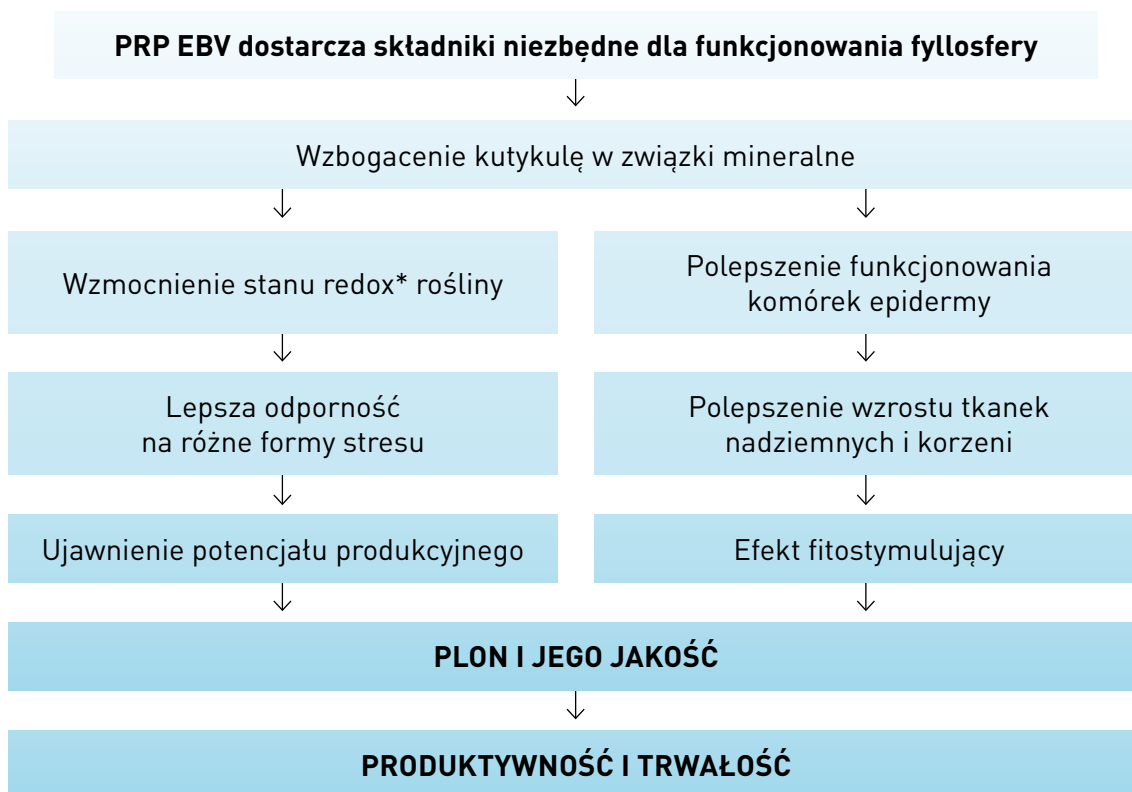 PRP EBV dostarcza składniki niezbędne dla funkcjonowania fyllosfery
Wzbogacenie kutykulę w związki mineralne
Wzmocnienie stanu redox* rośliny
Polepszenie funkcjonowania
komórek epidermy
Lepsza odporność
na różne formy stresu
Polepszenie wzrostu tkanek
nadziemnych i korzeni
Ujawnienie potencjału produkcyjnego
Efekt fitostymulujący
PLON I JEGO JAKOŚĆ
PRODUKTYWNOŚĆ I TRWAŁOŚĆ